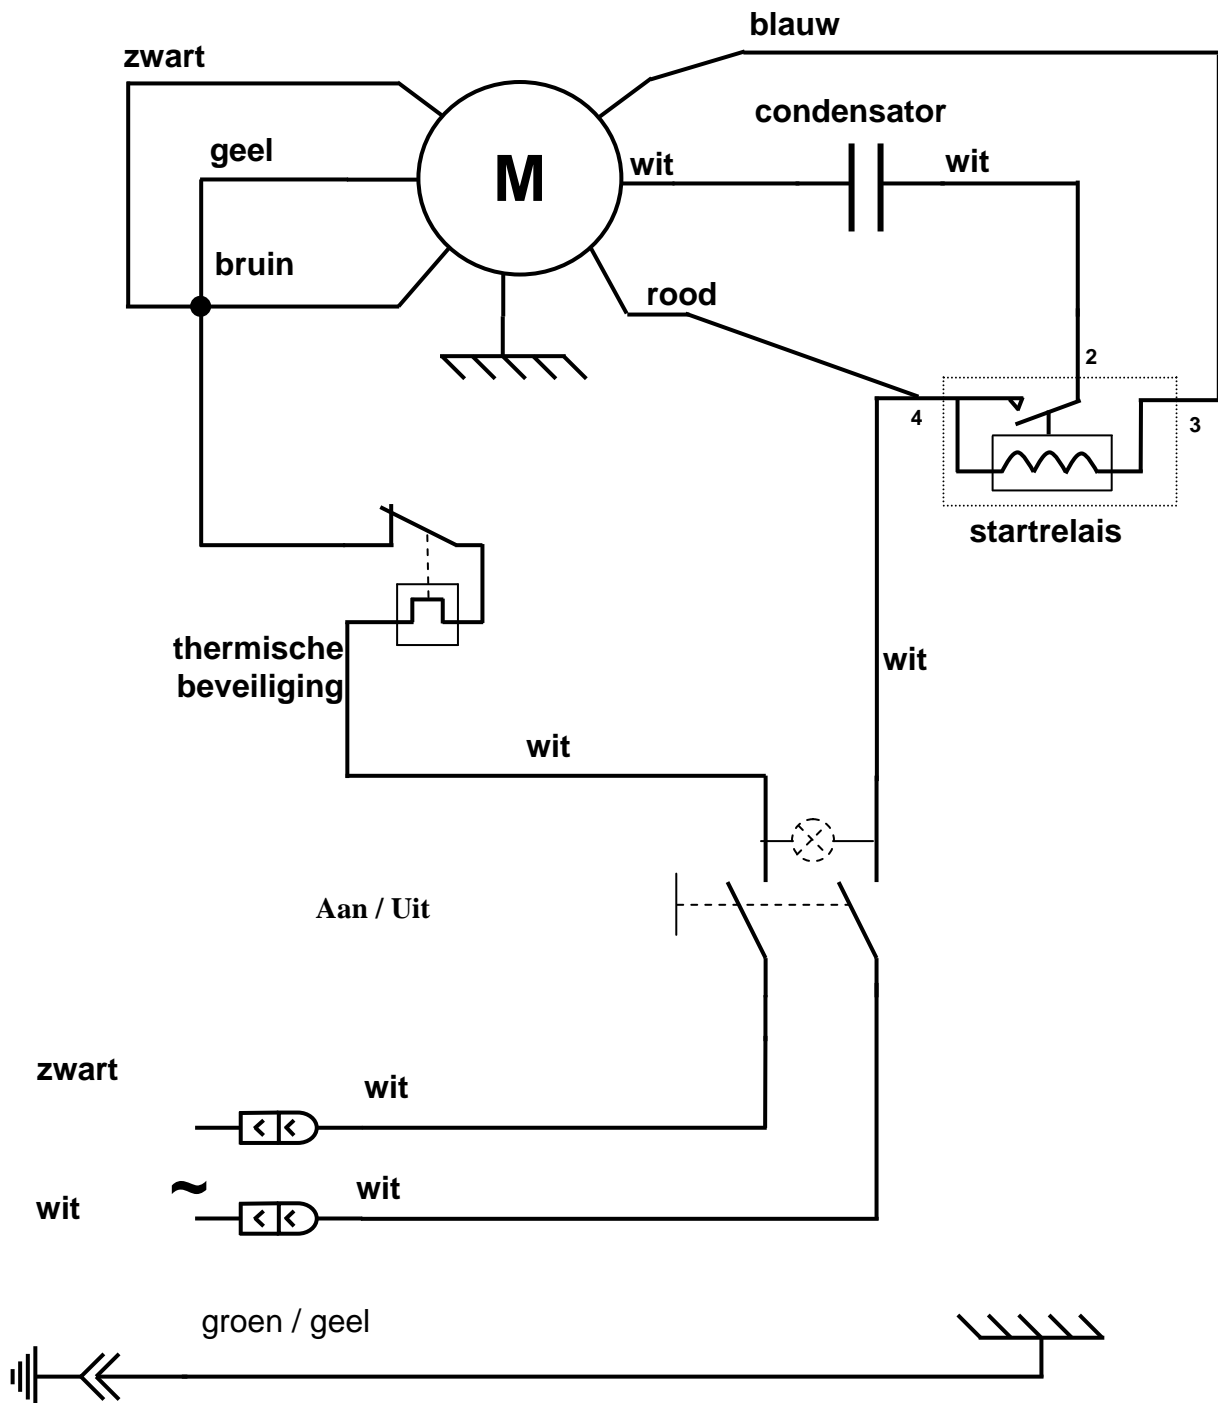 blauw
zwart
condensator
geel
M
wit
wit
bruin
rood
2
4
3
startrelais
thermische
beveiliging
wit
wit
Aan / Uit
zwart
wit
~
wit
wit
groen / geel